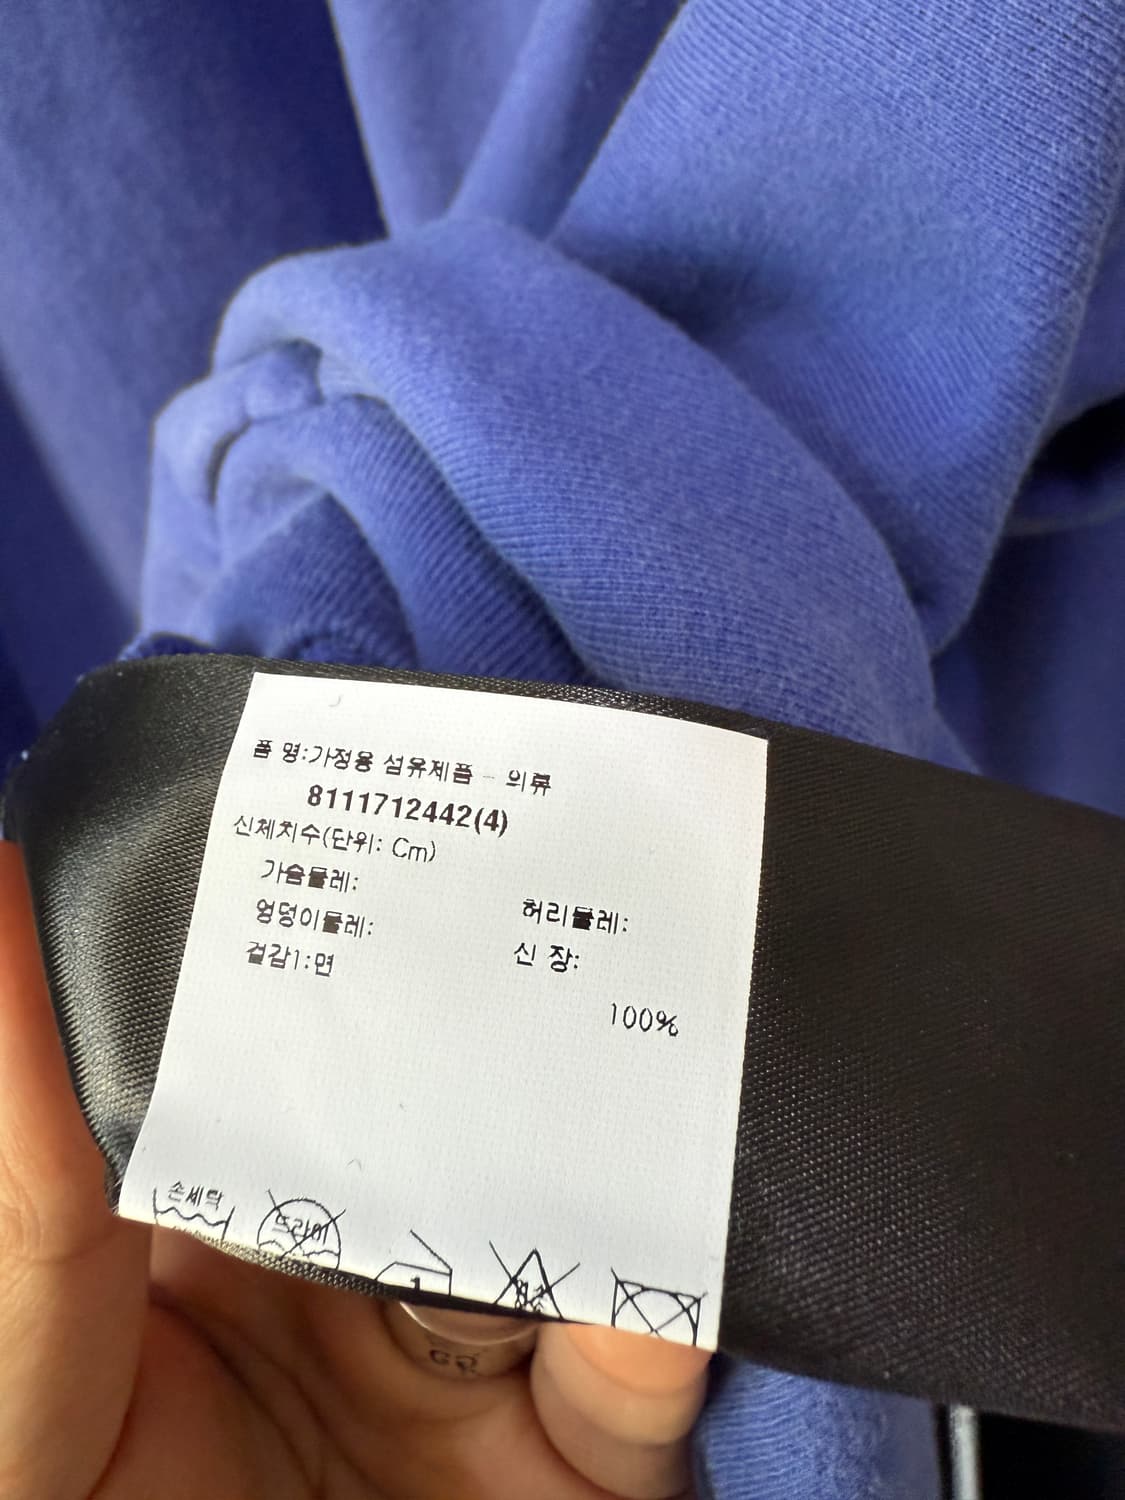 품 명:가정용 섬유제품 - 의류
8111712442(4)
신체치수(단위: Cm)
가슴둘레:
엉덩이둘레: 허리둘레:
겉감1:면 신 장:
100%
손세탁
드라이
1